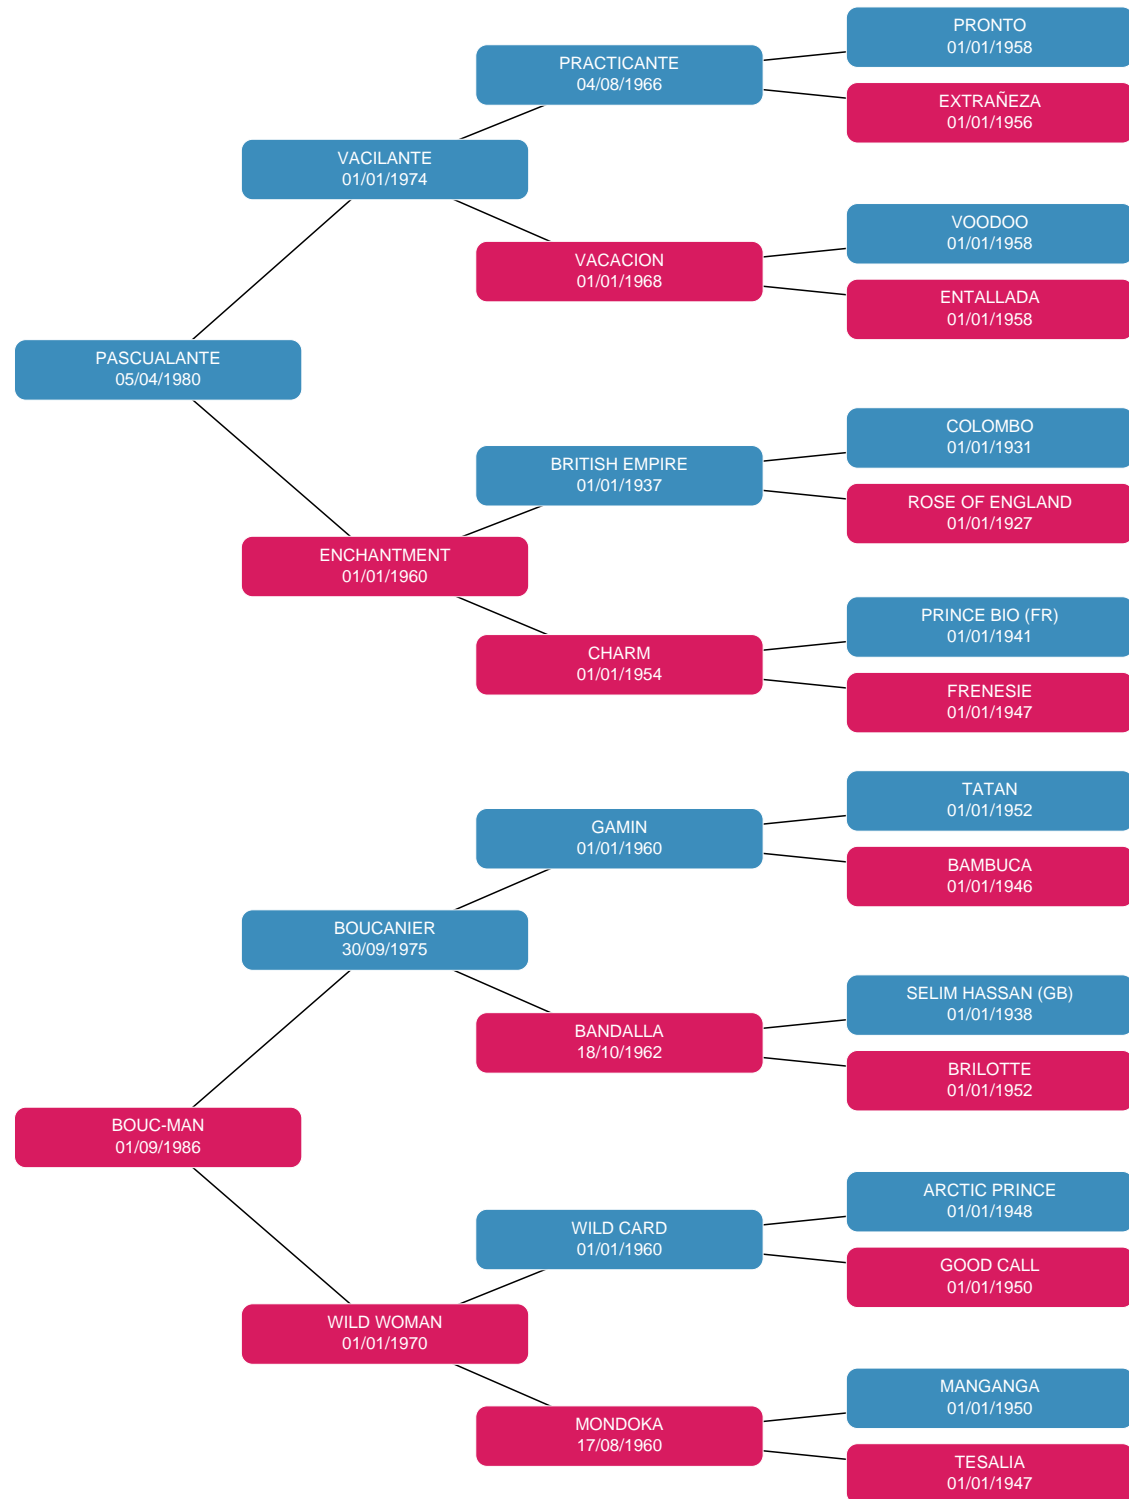 PRONTO
01/01/1958
PRACTICANTE
04/08/1966
EXTRAÑEZA
01/01/1956
VACILANTE
01/01/1974
VOODOO
01/01/1958
VACACION
01/01/1968
ENTALLADA
01/01/1958
PASCUALANTE
05/04/1980
COLOMBO
01/01/1931
BRITISH EMPIRE
01/01/1937
ROSE OF ENGLAND
01/01/1927
ENCHANTMENT
01/01/1960
PRINCE BIO (FR)
01/01/1941
CHARM
01/01/1954
FRENESIE
01/01/1947
TATAN
01/01/1952
GAMIN
01/01/1960
BAMBUCA
01/01/1946
BOUCANIER
30/09/1975
SELIM HASSAN (GB)
01/01/1938
BANDALLA
18/10/1962
BRILOTTE
01/01/1952
BOUC-MAN
01/09/1986
ARCTIC PRINCE
01/01/1948
WILD CARD
01/01/1960
GOOD CALL
01/01/1950
WILD WOMAN
01/01/1970
MANGANGA
01/01/1950
MONDOKA
17/08/1960
TESALIA
01/01/1947